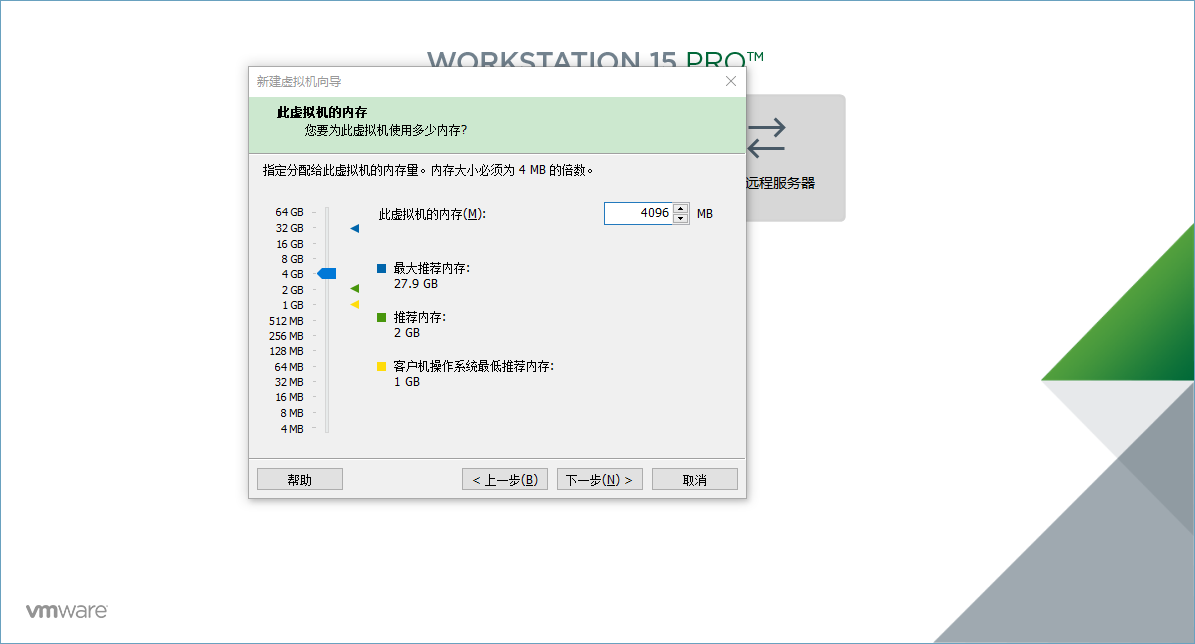 WORKSTATION 15 PRO™
新建虚拟机向导
此虚拟机的内存
您要为此虚拟机使用多少内存?
远程服务器
指定分配给此虚拟机的内存量。内存大小必须为 4 MB 的倍数。
此虚拟机的内存(M): 4096 MB
64 GB
32 GB
16 GB
8 GB
4 GB
2 GB
1 GB
512 MB
256 MB
128 MB
64 MB
32 MB
16 MB
8 MB
4 MB
最大推荐内存:
27.9 GB
推荐内存:
2 GB
客户机操作系统最低推荐内存:
1 GB
帮助
< 上一步(B)
下一步(N) >
取消
vmware